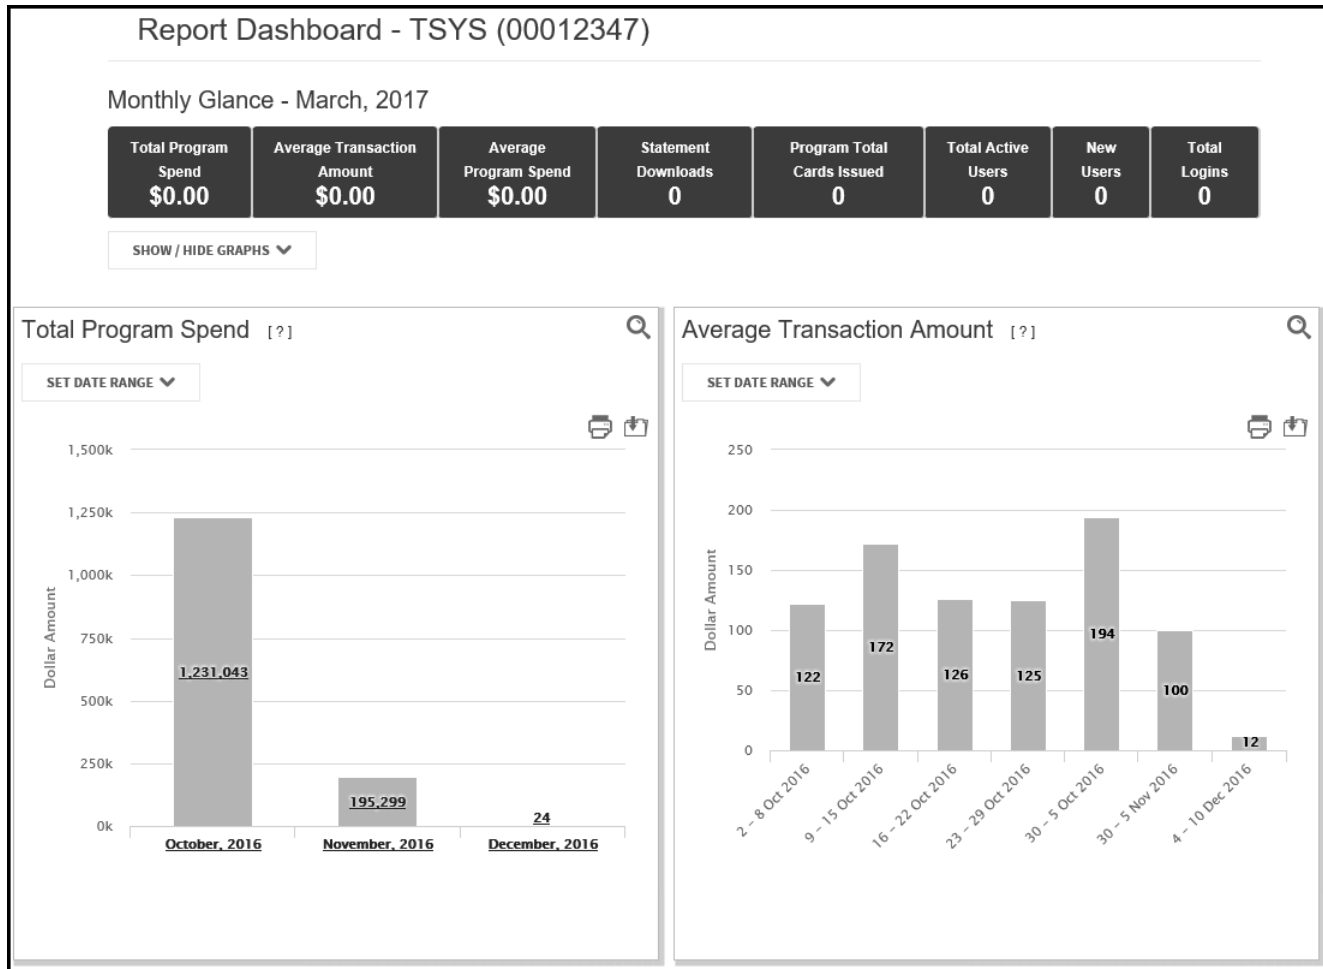 Report Dashboard - TSYS (00012347)
Monthly Glance - March, 2017
Total Program
Spend
$0.00
Average Transaction
Amount
$0.00
Average
Program Spend
$0.00
Statement
Downloads
0
Program Total
Cards Issued
0
Total Active
Users
0
New
Users
0
Total
Logins
0
SHOW / HIDE GRAPHS
Total Program Spend [ ? ]
SET DATE RANGE
Dollar Amount
1,500k
1,250k
1,000k
750k
500k
250k
0k
1,231,043
195,299
24
October, 2016
November, 2016
December, 2016
Average Transaction Amount [ ? ]
SET DATE RANGE
Dollar Amount
250
200
150
100
50
0
122
172
126
125
194
100
12
2 – 8 Oct 2016
9 – 15 Oct 2016
16 – 22 Oct 2016
23 – 29 Oct 2016
30 – 5 Oct 2016
30 – 5 Nov 2016
4 – 10 Dec 2016